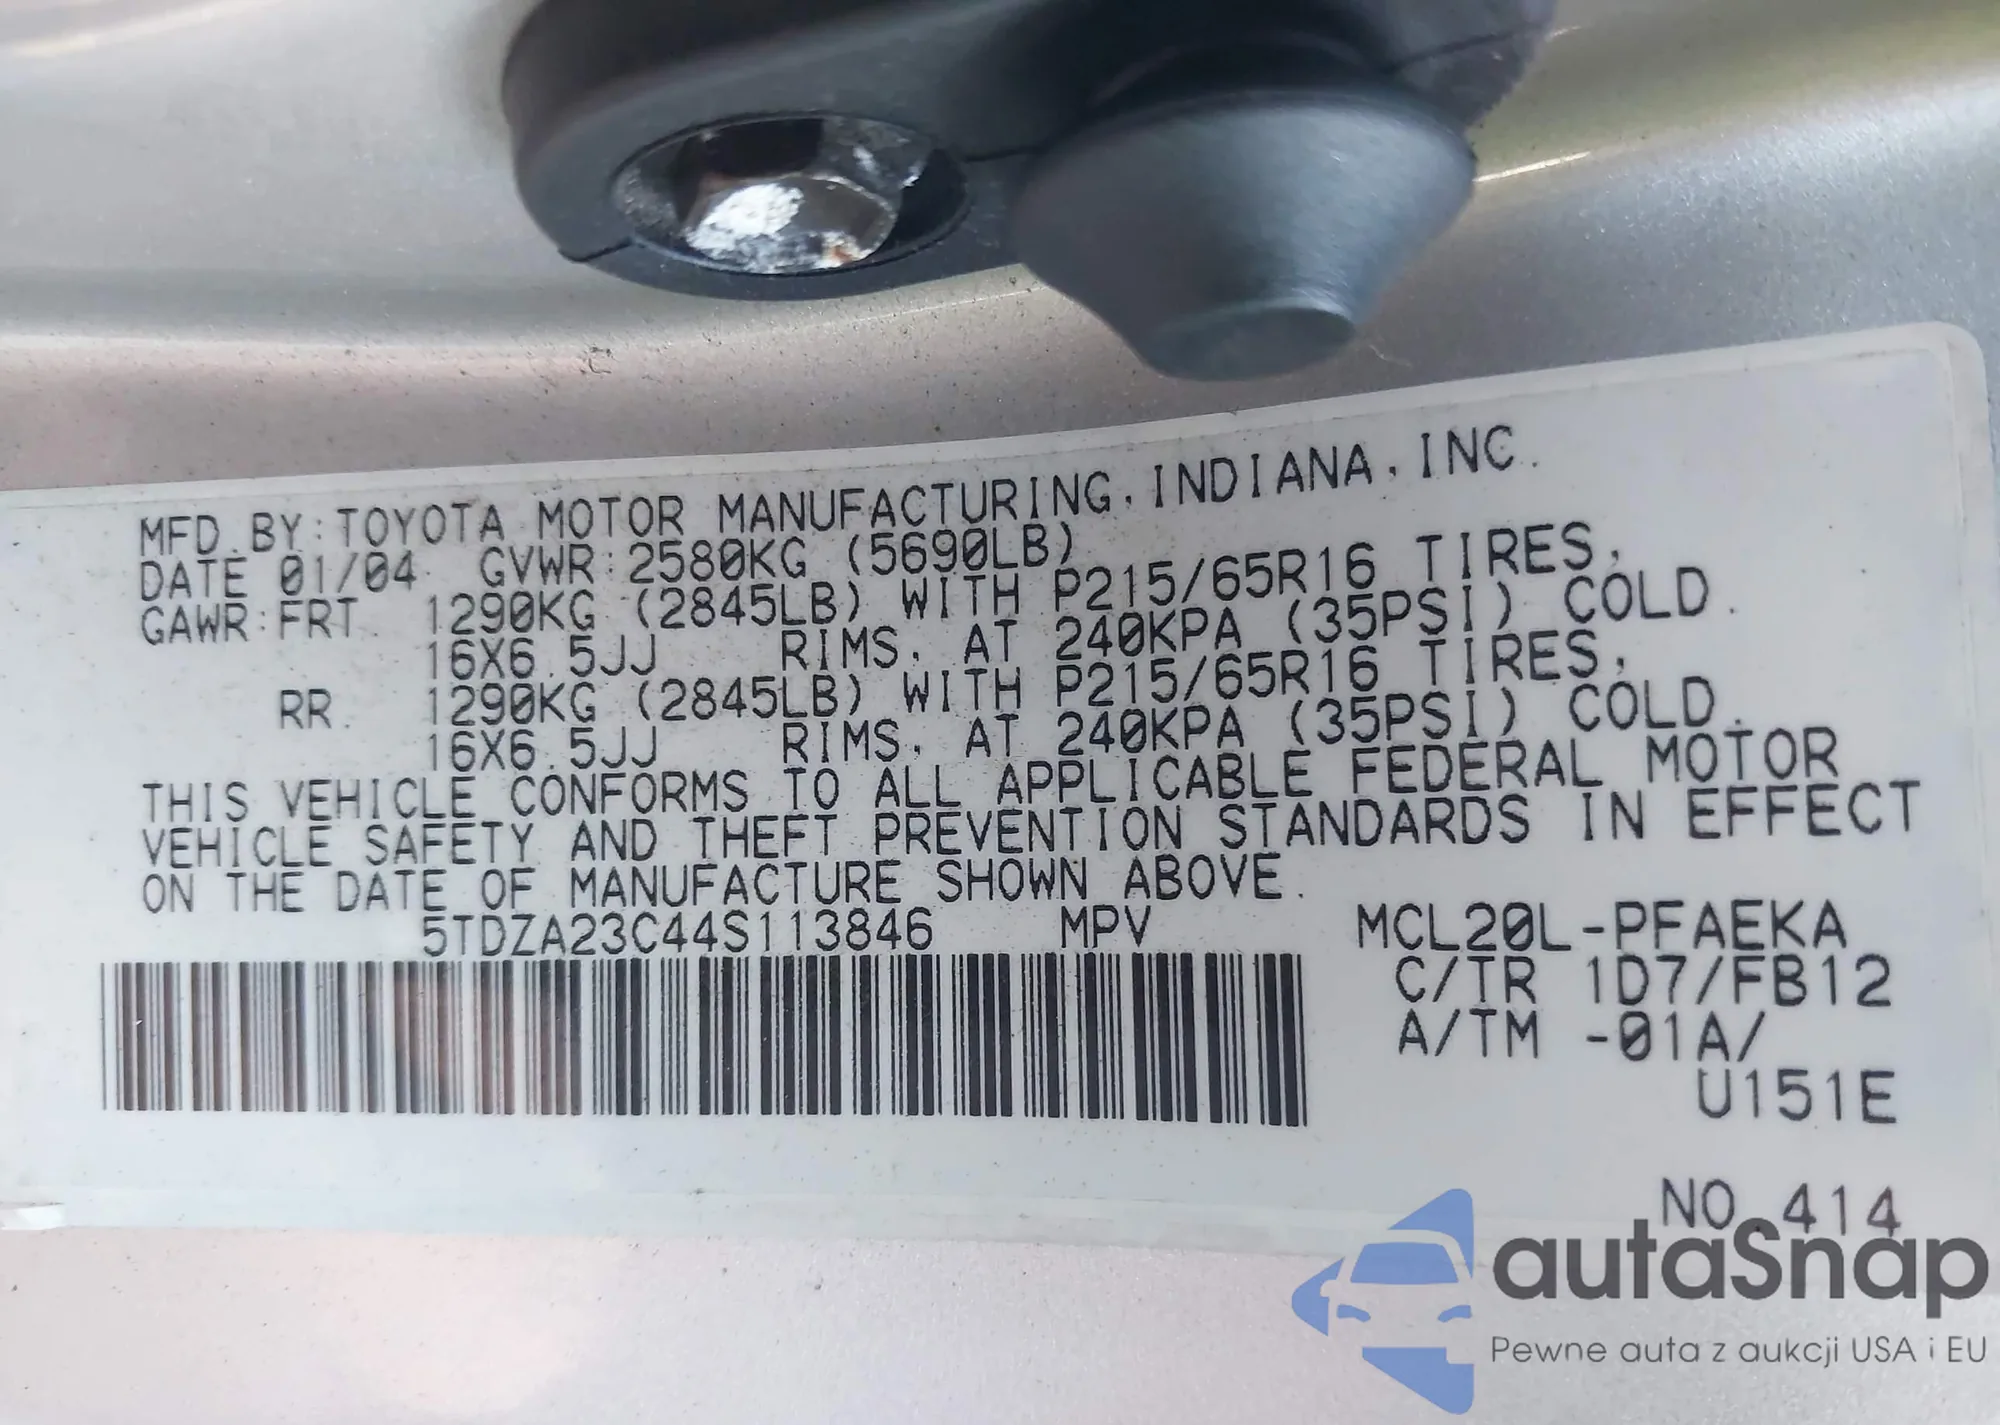 MFD.BY:TOYOTA MOTOR MANUFACTURING,INDIANA,INC.
DATE 01/04 GVWR:2580KG (5690LB)
GAWR:FRT. 1290KG (2845LB) WITH P215/65R16 TIRES,
16X6.5JJ RIMS, AT 240KPA (35PSI) COLD.
RR. 1290KG (2845LB) WITH P215/65R16 TIRES,
16X6.5JJ RIMS, AT 240KPA (35PSI) COLD.
THIS VEHICLE CONFORMS TO ALL APPLICABLE FEDERAL MOTOR
VEHICLE SAFETY AND THEFT PREVENTION STANDARDS IN EFFECT
ON THE DATE OF MANUFACTURE SHOWN ABOVE.
5TDZA23C44S113846 MPV MCL20L-PFAEKA
C/TR 1D7/FB12
A/TM -01A/
U151E
NO.414
autaSnap
Pewne auta z aukcji USA i EU